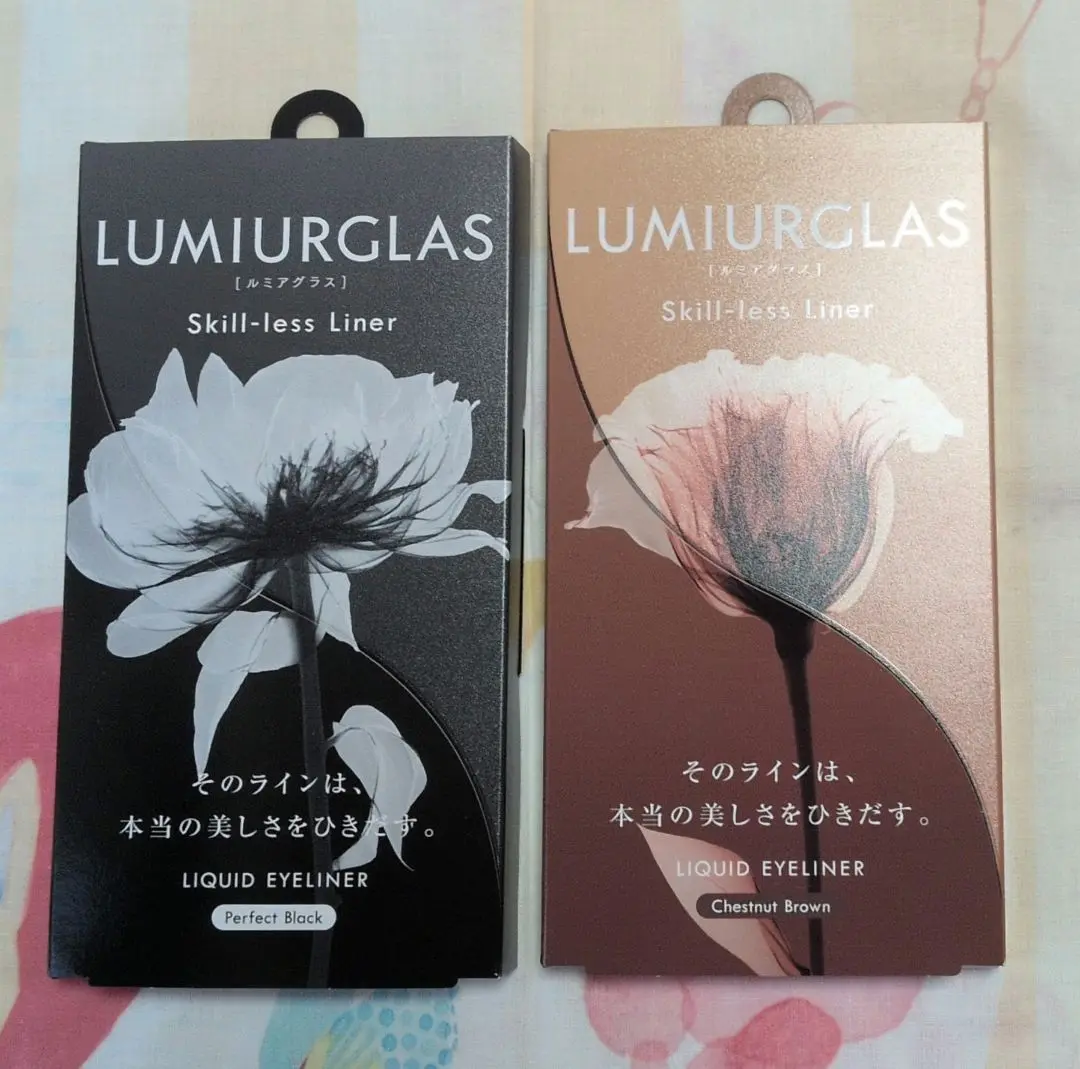 LUMIURGLAS
[ルミアグラス]
Skill-less Liner
そのラインは、
本当の美しさをひきだす。
LIQUID EYELINER
Perfect Black
LUMIURGLAS
[ルミアグラス]
Skill-less Liner
そのラインは、
本当の美しさをひきだす。
LIQUID EYELINER
Chestnut Brown